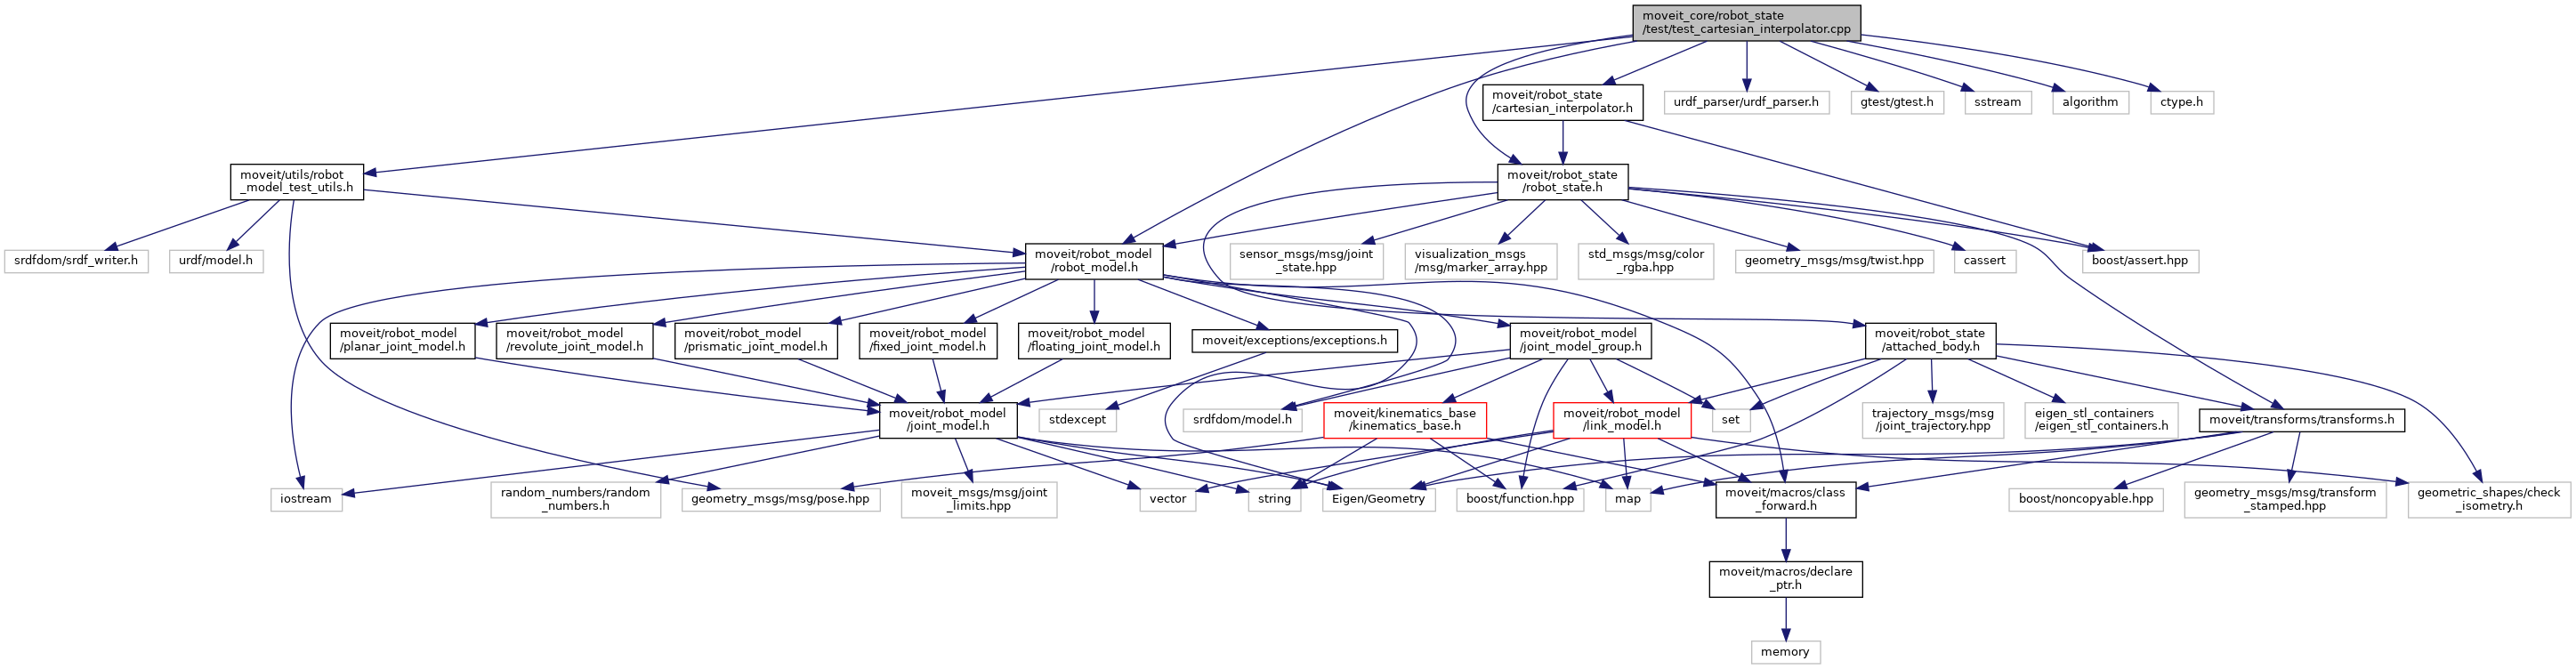 moveit_core/robot_state
/test/test_cartesian_interpolator.cpp
moveit/robot_state
/cartesian_interpolator.h
urdf_parser/urdf_parser.h
gtest/gtest.h
sstream
algorithm
ctype.h
moveit/utils/robot
_model_test_utils.h
moveit/robot_state
/robot_state.h
srdfdom/srdf_writer.h
urdf/model.h
moveit/robot_model
/robot_model.h
sensor_msgs/msg/joint
_state.hpp
visualization_msgs
/msg/marker_array.hpp
std_msgs/msg/color
_rgba.hpp
geometry_msgs/msg/twist.hpp
cassert
boost/assert.hpp
moveit/robot_model
/planar_joint_model.h
moveit/robot_model
/revolute_joint_model.h
moveit/robot_model
/prismatic_joint_model.h
moveit/robot_model
/fixed_joint_model.h
moveit/robot_model
/floating_joint_model.h
moveit/exceptions/exceptions.h
moveit/robot_model
/joint_model_group.h
moveit/robot_state
/attached_body.h
moveit/robot_model
/joint_model.h
stdexcept
srdfdom/model.h
moveit/kinematics_base
/kinematics_base.h
moveit/robot_model
/link_model.h
set
trajectory_msgs/msg
/joint_trajectory.hpp
eigen_stl_containers
/eigen_stl_containers.h
moveit/transforms/transforms.h
iostream
random_numbers/random
_numbers.h
geometry_msgs/msg/pose.hpp
moveit_msgs/msg/joint
_limits.hpp
vector
string
Eigen/Geometry
boost/function.hpp
map
moveit/macros/class
_forward.h
boost/noncopyable.hpp
geometry_msgs/msg/transform
_stamped.hpp
geometric_shapes/check
_isometry.h
moveit/macros/declare
_ptr.h
memory